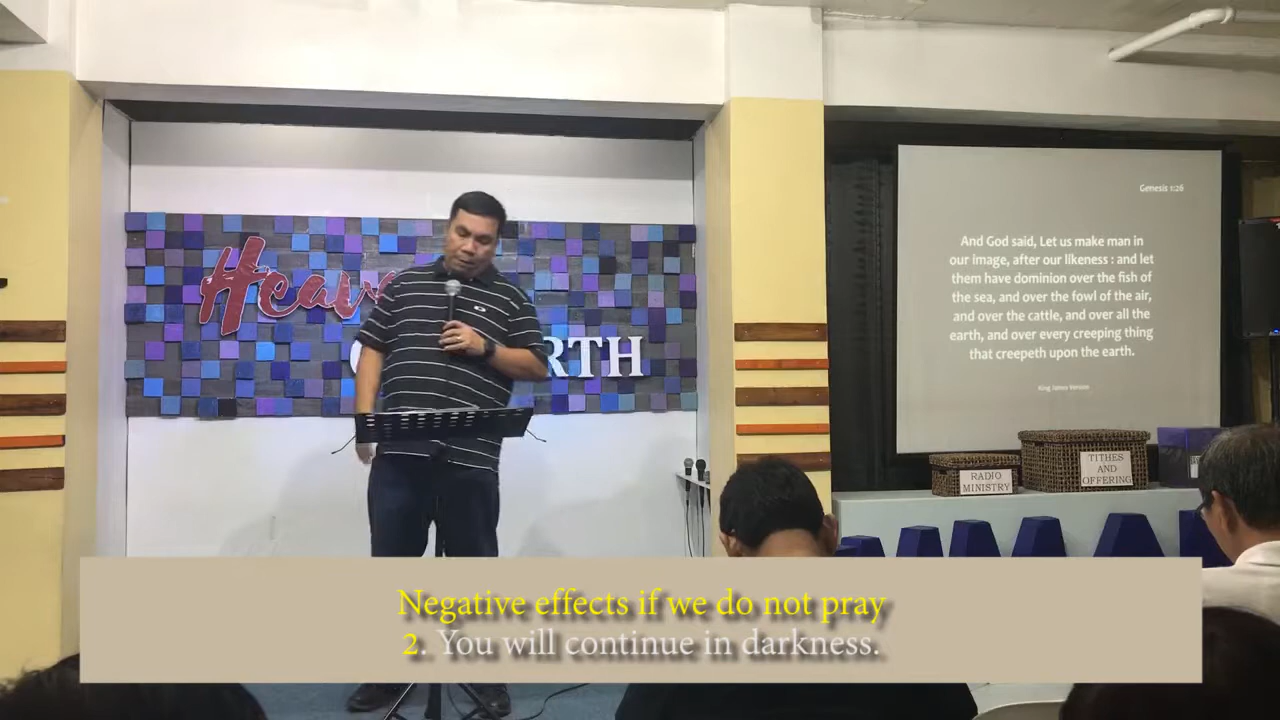 Heav
RTH
Genesis 1:26
And God said, Let us make man in
our image, after our likeness : and let
them have dominion over the fish of
the sea, and over the fowl of the air,
and over the cattle, and over all the
earth, and over every creeping thing
that creepeth upon the earth.
King James Version
RADIO
MINISTRY
TITHES
AND
OFFERING
Negative effects if we do not pray
2. You will continue in darkness.